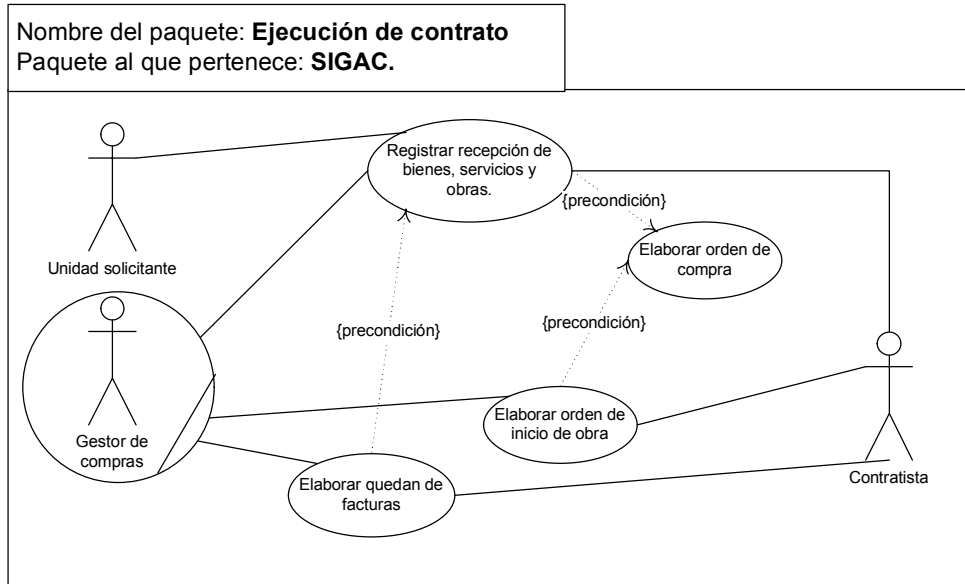 Nombre del paquete: Ejecución de contrato
Paquete al que pertenece: SIGAC.
Registrar recepción de
bienes, servicios y
obras.
{precondición}
Elaborar orden de
compra
Unidad solicitante
{precondición}
{precondición}
Elaborar orden de
inicio de obra
Gestor de
compras
Contratista
Elaborar quedan de
facturas